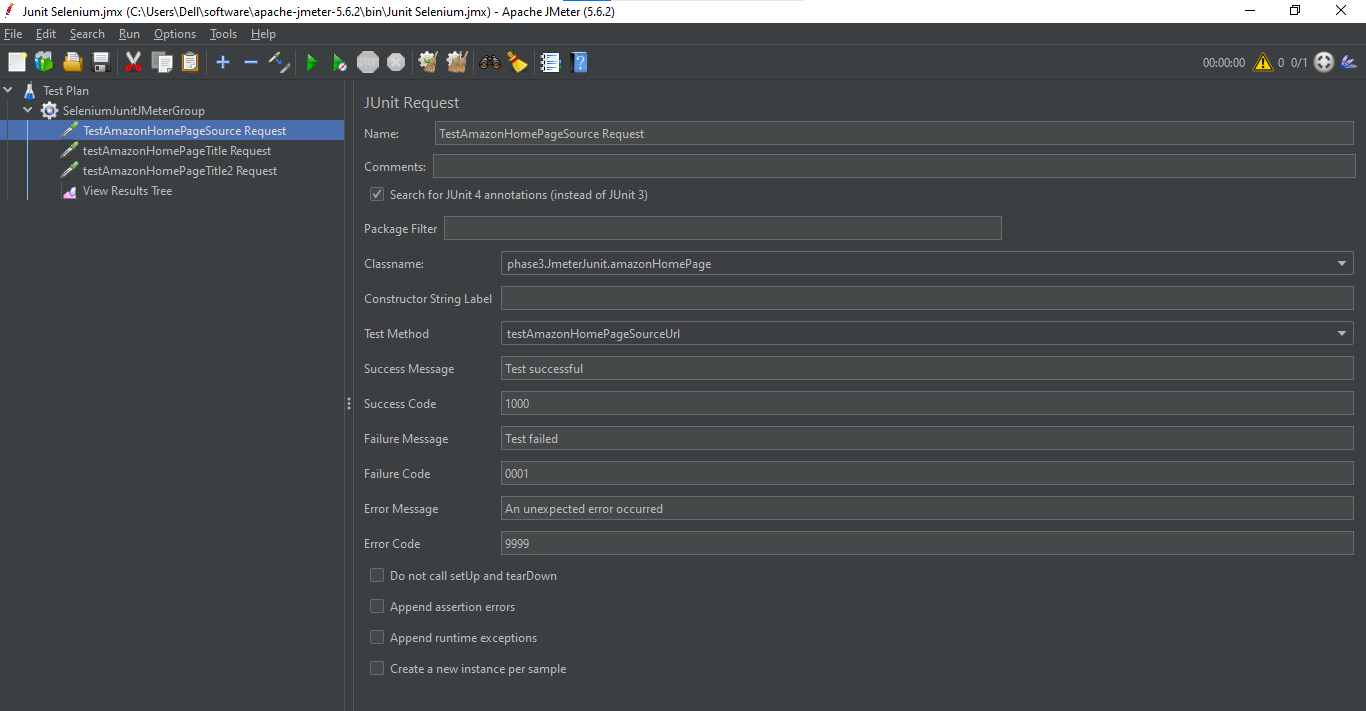 Junit Selenium.jmx (C:\Users\Dell\software\apache-jmeter-5.6.2\bin\Junit Selenium.jmx) - Apache JMeter (5.6.2)
File Edit Search Run Options Tools Help
STOP 00:00:00 0 0/1
Test Plan
SeleniumJunitJMeterGroup
TestAmazonHomePageSource Request
testAmazonHomePageTitle Request
testAmazonHomePageTitle2 Request
View Results Tree
JUnit Request
Name: TestAmazonHomePageSource Request
Comments:
Search for JUnit 4 annotations (instead of JUnit 3)
Package Filter
Classname: phase3.JmeterJunit.amazonHomePage
Constructor String Label
Test Method testAmazonHomePageSourceUrl
Success Message Test successful
Success Code 1000
Failure Message Test failed
Failure Code 0001
Error Message An unexpected error occurred
Error Code 9999
Do not call setUp and tearDown
Append assertion errors
Append runtime exceptions
Create a new instance per sample